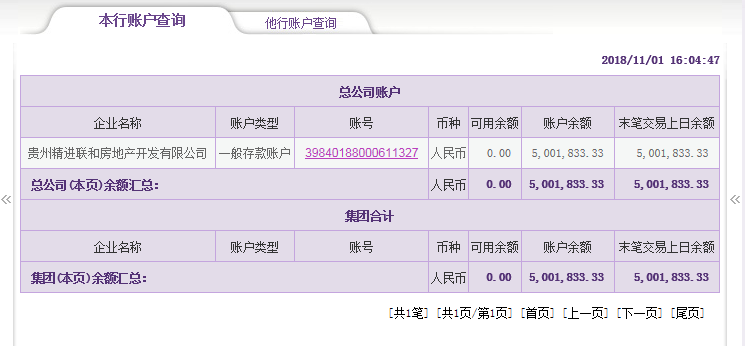 本行账户查询 他行账户查询
2018/11/01 16:04:47
总公司账户
企业名称 账户类型 账号 币种 可用余额 账户余额 末笔交易上日余额
贵州精进联和房地产开发有限公司 一般存款账户 39840188000611327 人民币 0.00 5,001,833.33 5,001,833.33
总公司(本页)余额汇总: 人民币 0.00 5,001,833.33 5,001,833.33
集团合计
企业名称 账户类型 账号 币种 可用余额 账户余额 末笔交易上日余额
集团(本页)余额汇总: 人民币 0.00 5,001,833.33 5,001,833.33
[共1笔] [共1页/第1页] [首页] [上一页] [下一页] [尾页]